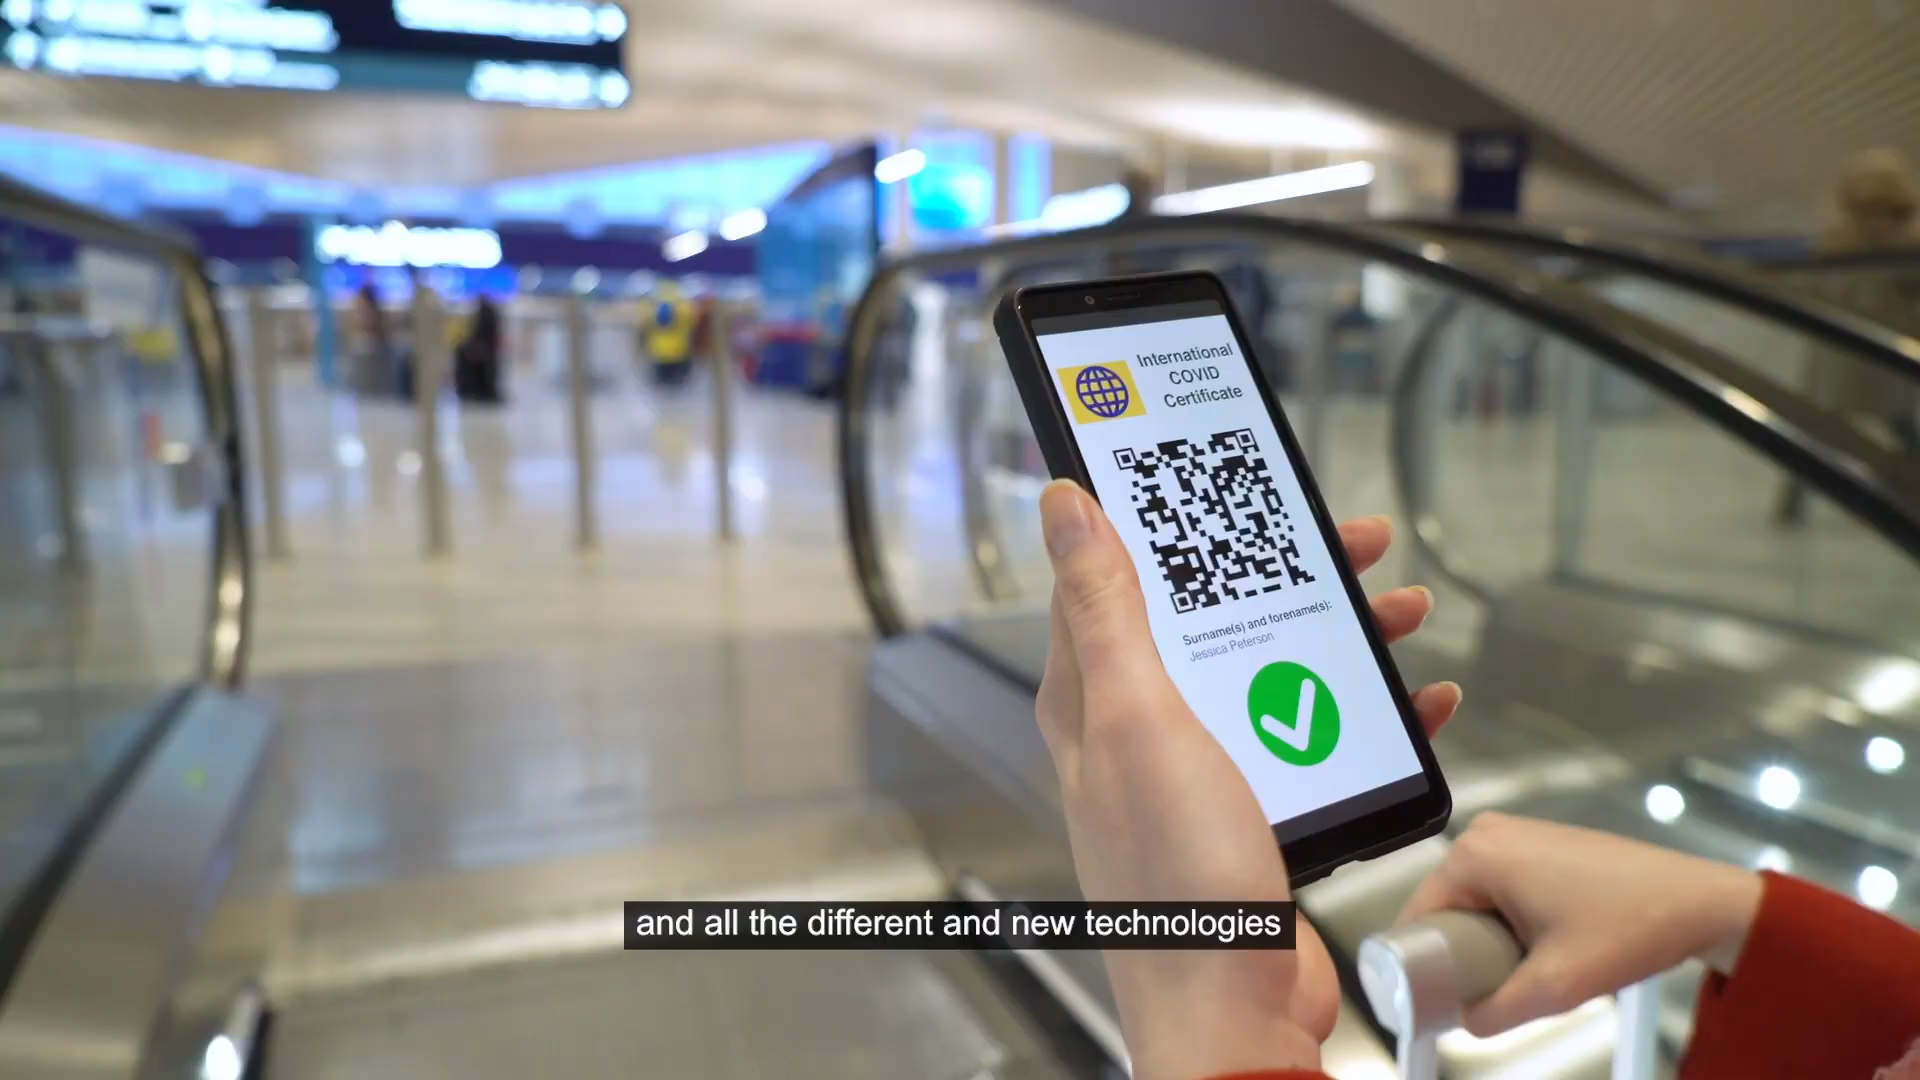 International
COVID
Certificate
Surname(s) and forename(s):
Jessica Peterson
and all the different and new technologies